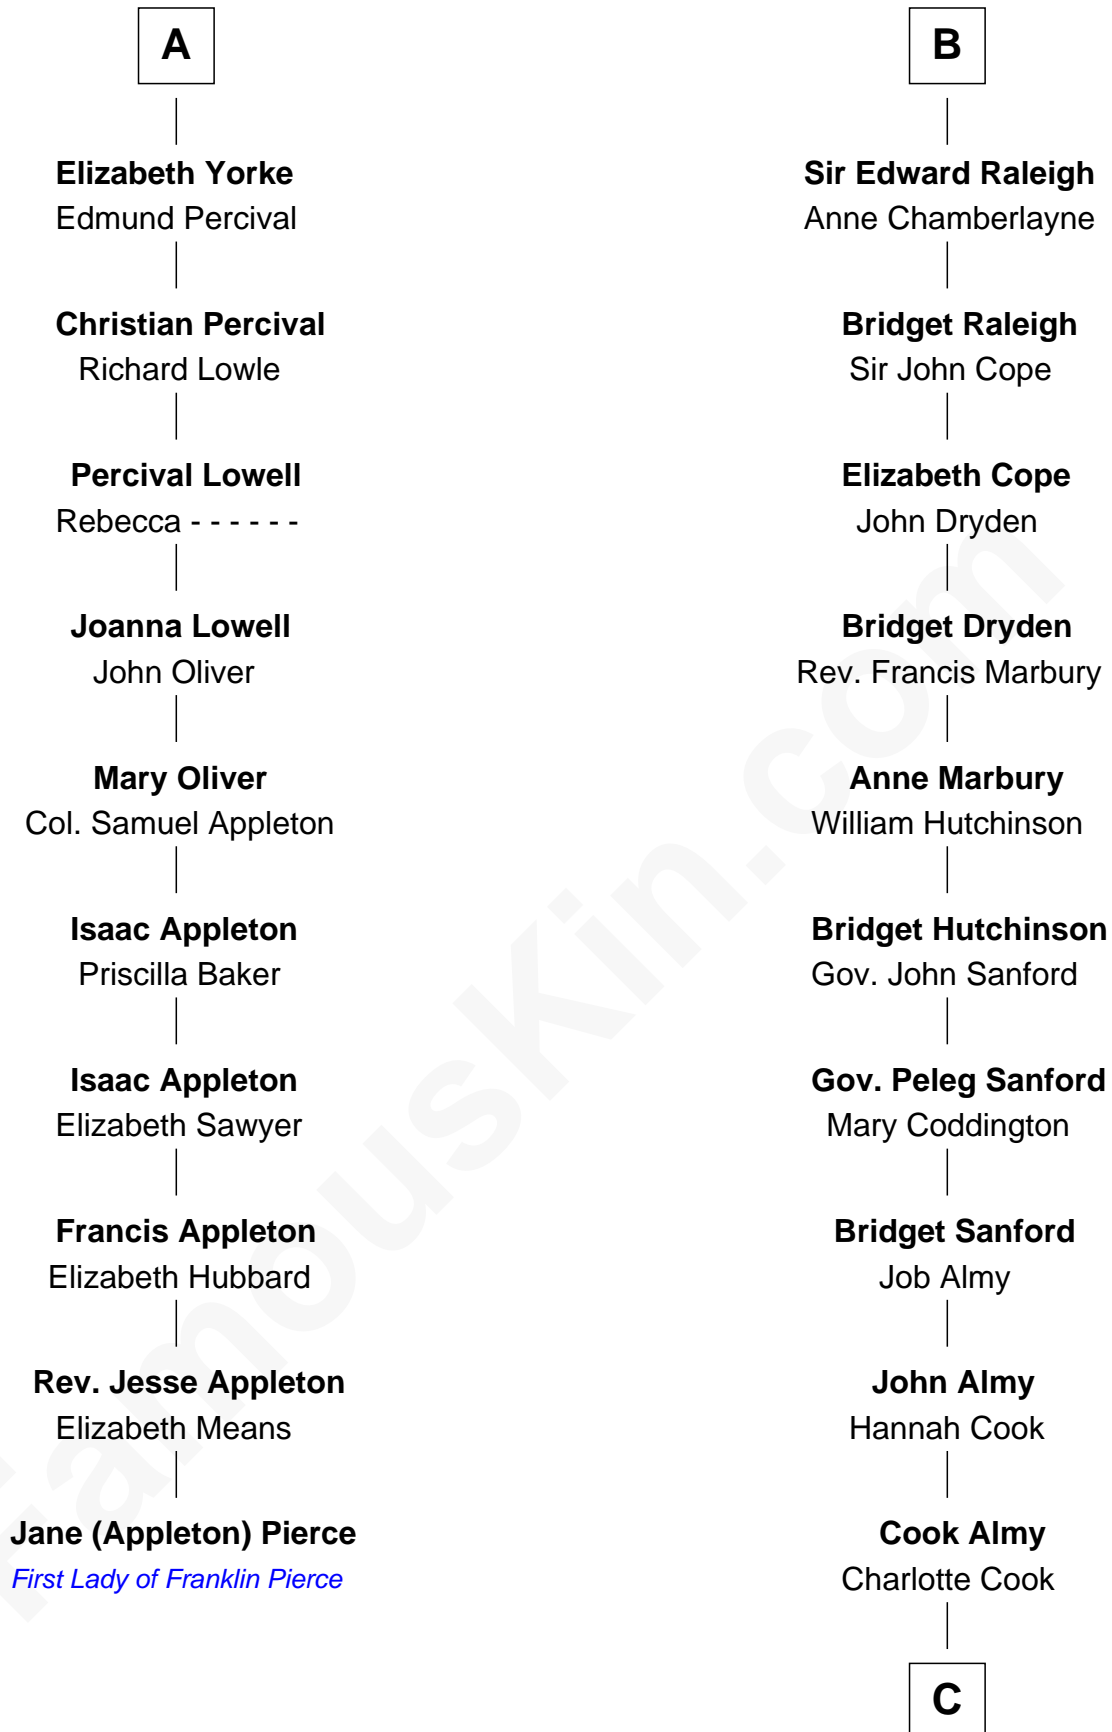 A
Elizabeth Yorke
Edmund Percival
Christian Percival
Richard Lowle
Percival Lowell
Rebecca - - - - - -
Joanna Lowell
John Oliver
Mary Oliver
Col. Samuel Appleton
Isaac Appleton
Priscilla Baker
Isaac Appleton
Elizabeth Sawyer
Francis Appleton
Elizabeth Hubbard
Rev. Jesse Appleton
Elizabeth Means
Jane (Appleton) Pierce
First Lady of Franklin Pierce
B
Sir Edward Raleigh
Anne Chamberlayne
Bridget Raleigh
Sir John Cope
Elizabeth Cope
John Dryden
Bridget Dryden
Rev. Francis Marbury
Anne Marbury
William Hutchinson
Bridget Hutchinson
Gov. John Sanford
Gov. Peleg Sanford
Mary Coddington
Bridget Sanford
Job Almy
John Almy
Hannah Cook
Cook Almy
Charlotte Cook
C
FamousKin.com